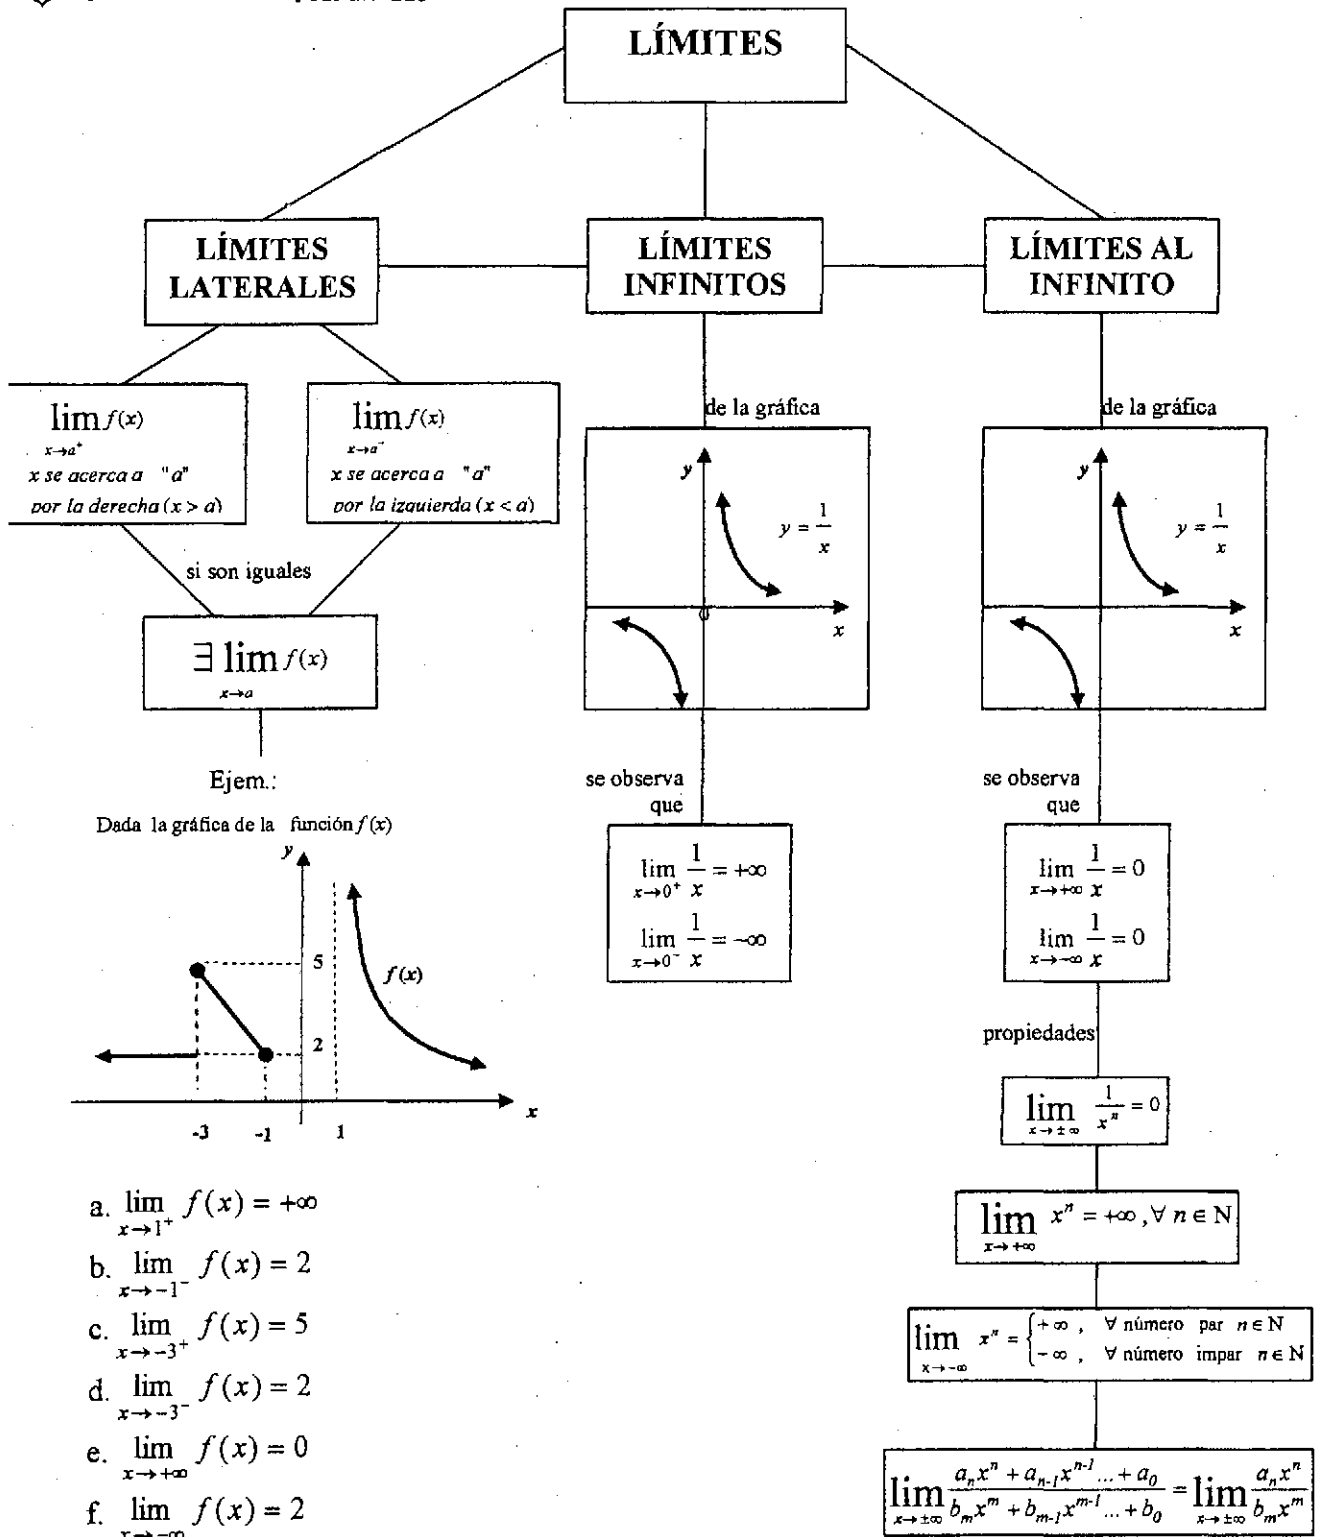 LÍMITES
LÍMITES
LATERALES
LÍMITES
INFINITOS
LÍMITES AL
INFINITO
lim f(x)
x→a⁺
x se acerca a "a"
por la derecha (x > a)
lim f(x)
x→a⁻
x se acerca a "a"
por la izquierda (x < a)
si son iguales
∃ lim f(x)
x→a
Ejem.:
Dada la gráfica de la función f(x)
y
5
f(x)
2
x
-3 -1 1
a. lim f(x) = +∞
x→1⁺
b. lim f(x) = 2
x→-1⁻
c. lim f(x) = 5
x→-3⁺
d. lim f(x) = 2
x→-3⁻
e. lim f(x) = 0
x→+∞
f. lim f(x) = 2
x→-∞
de la gráfica
y
y = 1/x
0
x
se observa
que
lim 1/x = +∞
x→0⁺
lim 1/x = -∞
x→0⁻
de la gráfica
y
y = 1/x
x
se observa
que
lim 1/x = 0
x→+∞
lim 1/x = 0
x→-∞
propiedades
lim 1/xⁿ = 0
x→±∞
lim xⁿ = +∞ , ∀ n ∈ N
x→+∞
lim xⁿ = { +∞ , ∀ número par n ∈ N
x→-∞ { -∞ , ∀ número impar n ∈ N
lim (aₙxⁿ + aₙ₋₁xⁿ⁻¹... + a₀)/(bₘxᵐ + bₘ₋₁xᵐ⁻¹... + b₀) = lim aₙxⁿ/bₘxᵐ
x→±∞ x→±∞